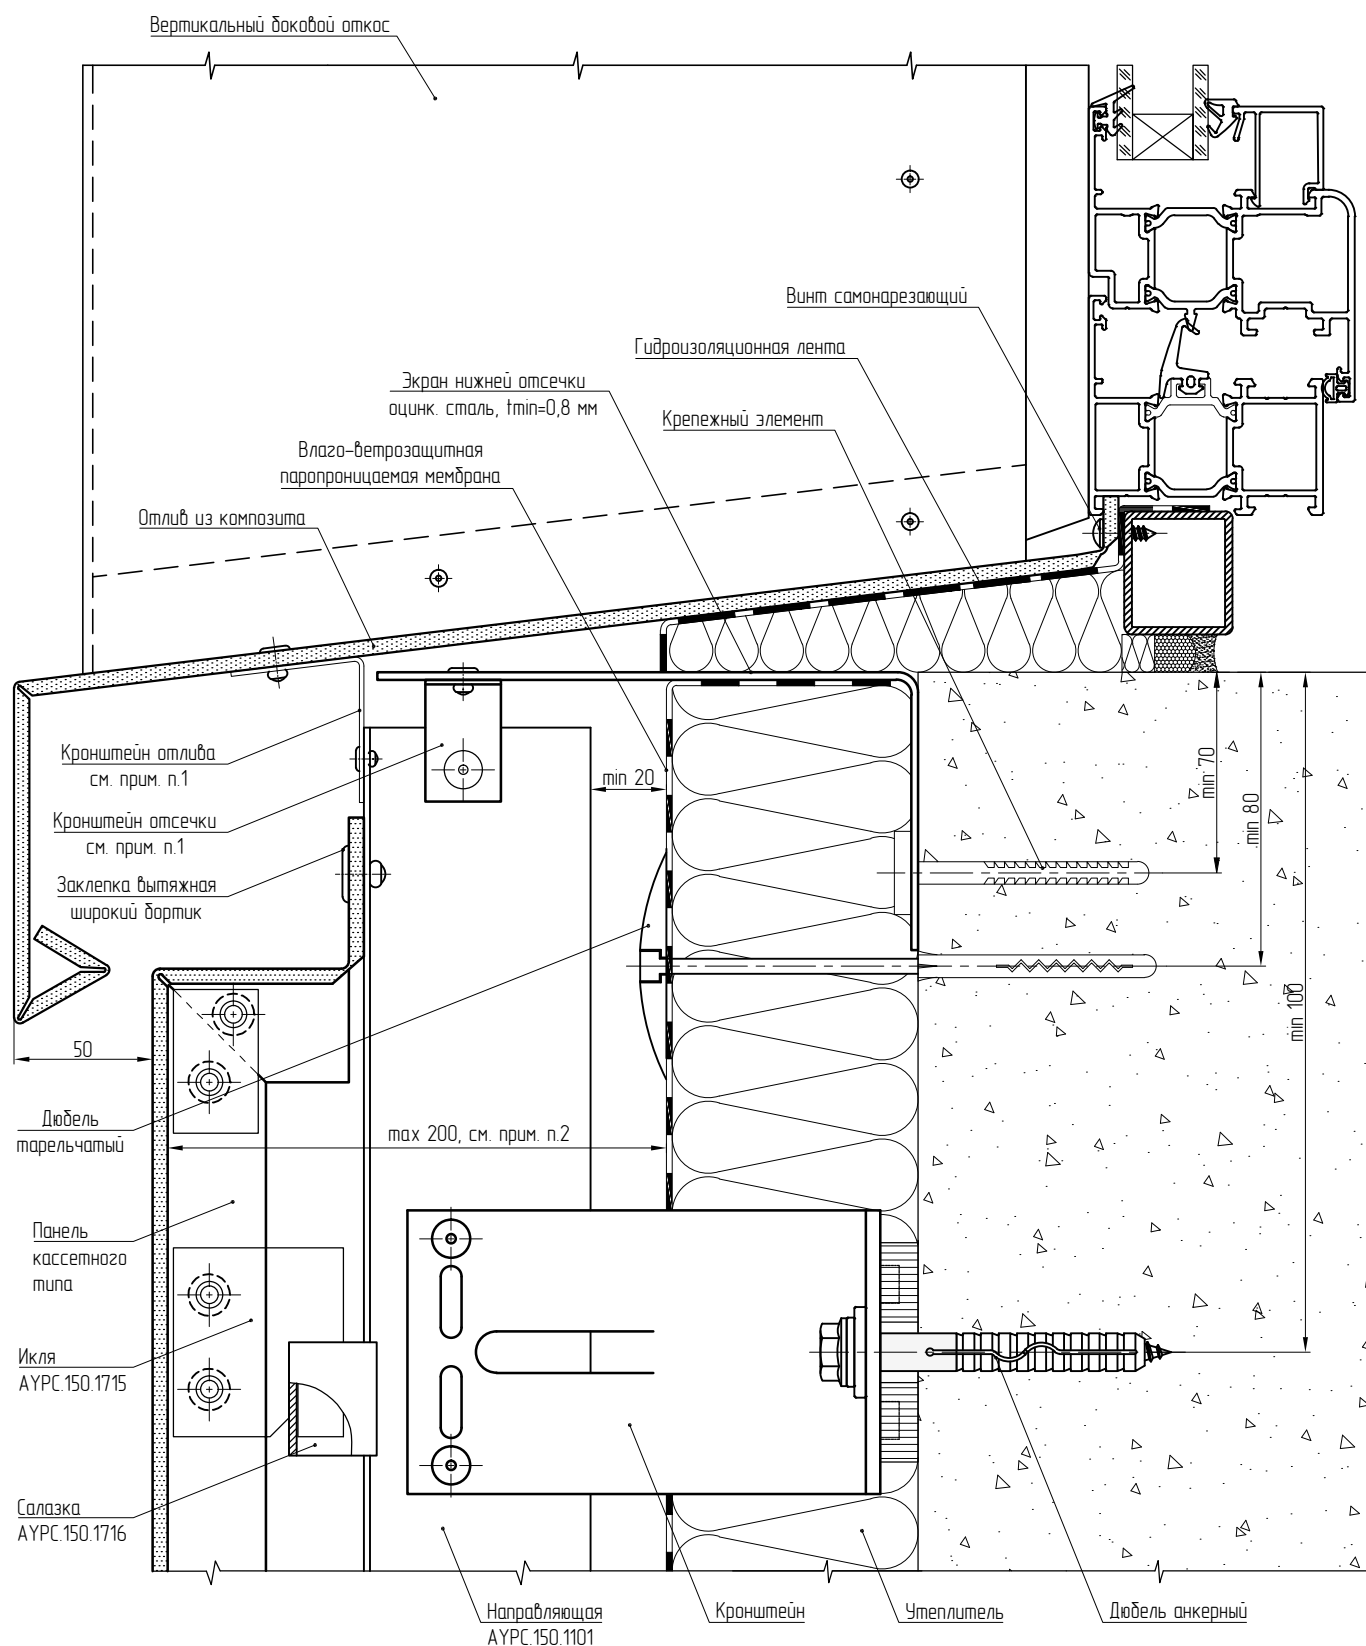 Вертикальный боковой откос
Винт самонарезающий
Гидроизоляционная лента
Экран нижней отсечки
оцинк. сталь, tmin=0,8 мм
Крепежный элемент
Влаго-ветрозащитная
паропроницаемая мембрана
Отлив из композита
Кронштейн отлива
см. прим. п.1
Кронштейн отсечки
см. прим. п.1
Заклепка вытяжная
широкий бортик
min 20
min 70
min 80
min 100
50
Дюбель
тарельчатый
max 200, см. прим. п.2
Панель
кассетного
типа
Икля
AYPC.150.1715
Салазка
AYPC.150.1716
Направляющая
AYPC.150.1101
Кронштейн
Утеплитель
Дюбель анкерный